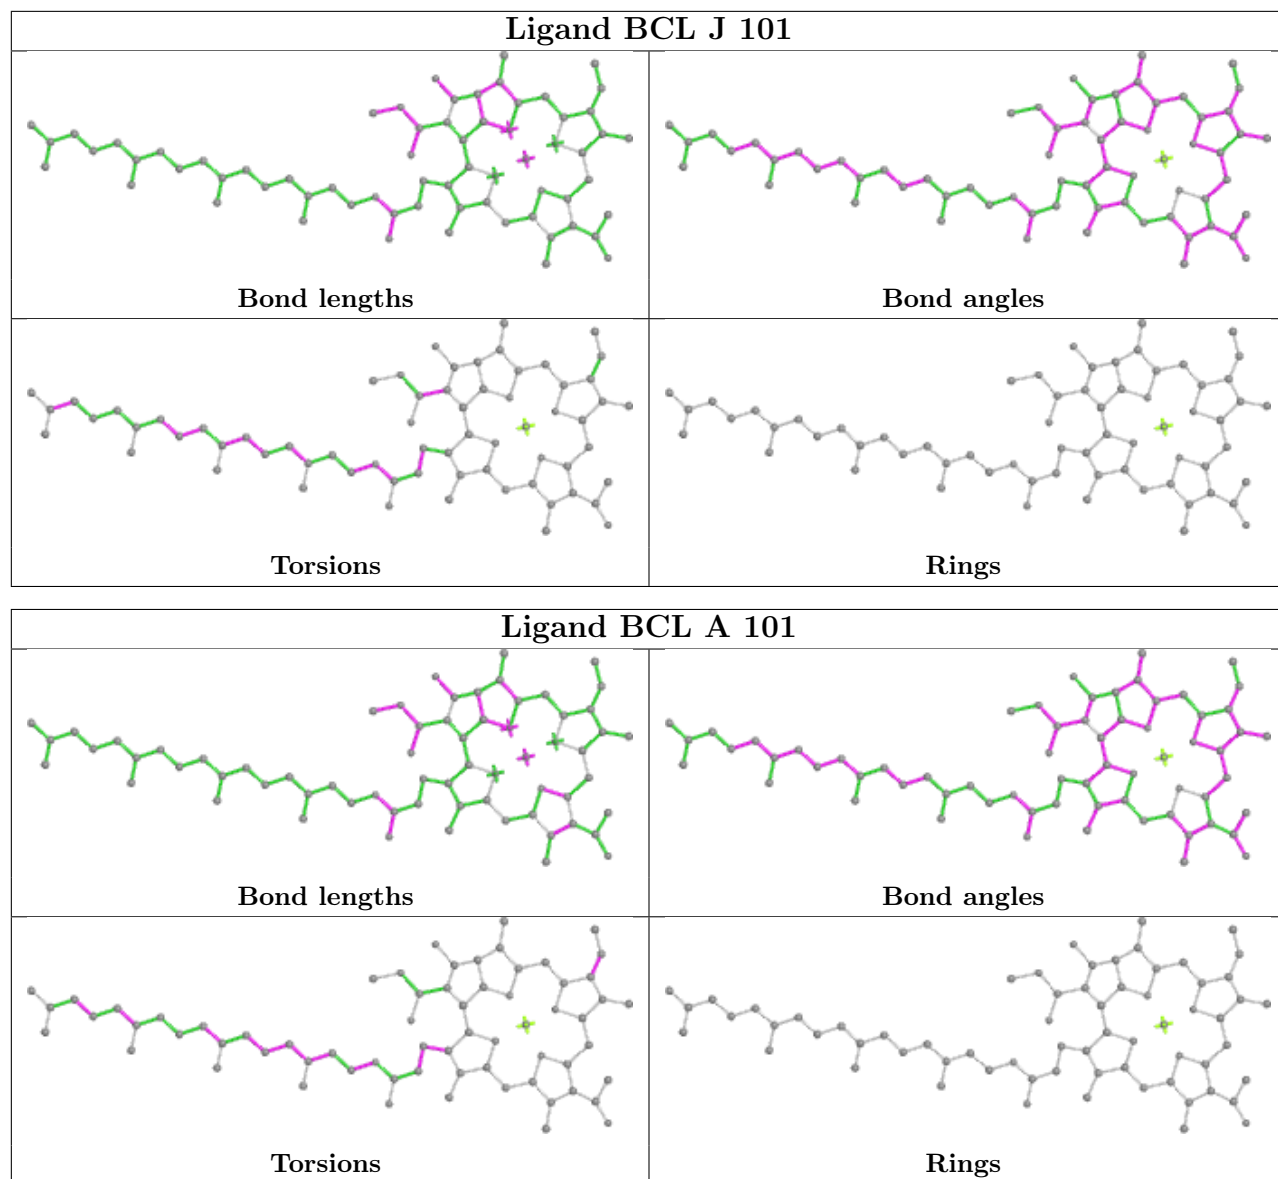 Ligand BCL J 101
Bond lengths
Bond angles
Torsions
Rings
Ligand BCL A 101
Bond lengths
Bond angles
Torsions
Rings